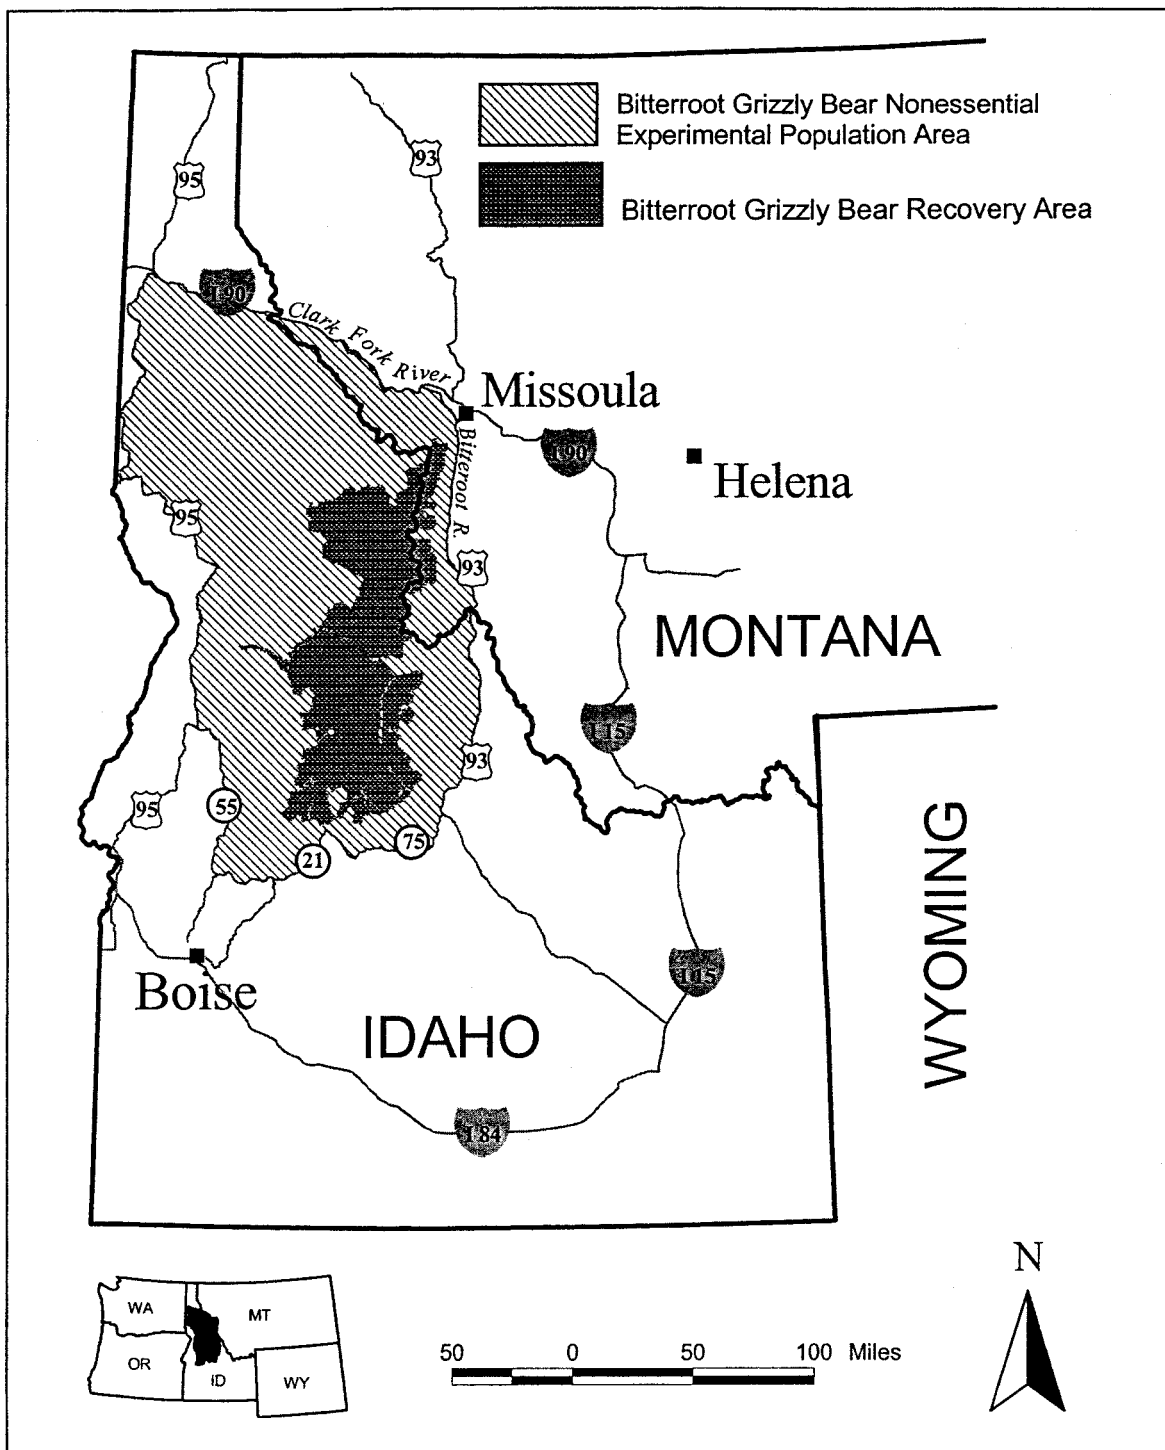 Bitterroot Grizzly Bear Nonessential
Experimental Population Area
93
95
Bitterroot Grizzly Bear Recovery Area
I 90
Clark Fork River
Missoula
I 90
Helena
Bitterroot R.
95
93
MONTANA
I 15
93
95
55
75
21
WYOMING
I 15
Boise
IDAHO
I 84
N
WA
MT
OR
ID
WY
50 0 50 100 Miles